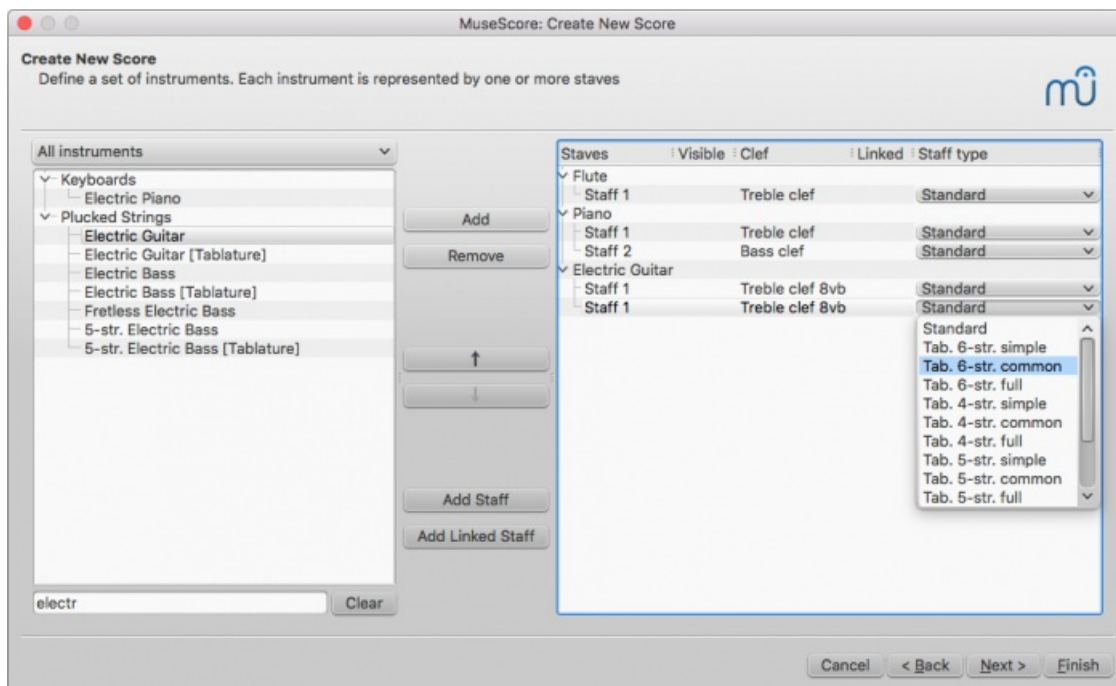 MuseScore: Create New Score
Create New Score
Define a set of instruments. Each instrument is represented by one or more staves
mü
All instruments
Keyboards
Electric Piano
Plucked Strings
Electric Guitar
Electric Guitar [Tablature]
Electric Bass
Electric Bass [Tablature]
Fretless Electric Bass
5-str. Electric Bass
5-str. Electric Bass [Tablature]
electr
Clear
Add
Remove
Add Staff
Add Linked Staff
Staves Visible Clef Linked Staff type
Flute
Staff 1 Treble clef Standard
Piano
Staff 1 Treble clef Standard
Staff 2 Bass clef Standard
Electric Guitar
Staff 1 Treble clef 8vb Standard
Staff 1 Treble clef 8vb Standard
Standard
Tab. 6-str. simple
Tab. 6-str. common
Tab. 6-str. full
Tab. 4-str. simple
Tab. 4-str. common
Tab. 4-str. full
Tab. 5-str. simple
Tab. 5-str. common
Tab. 5-str. full
Cancel < Back Next > Finish